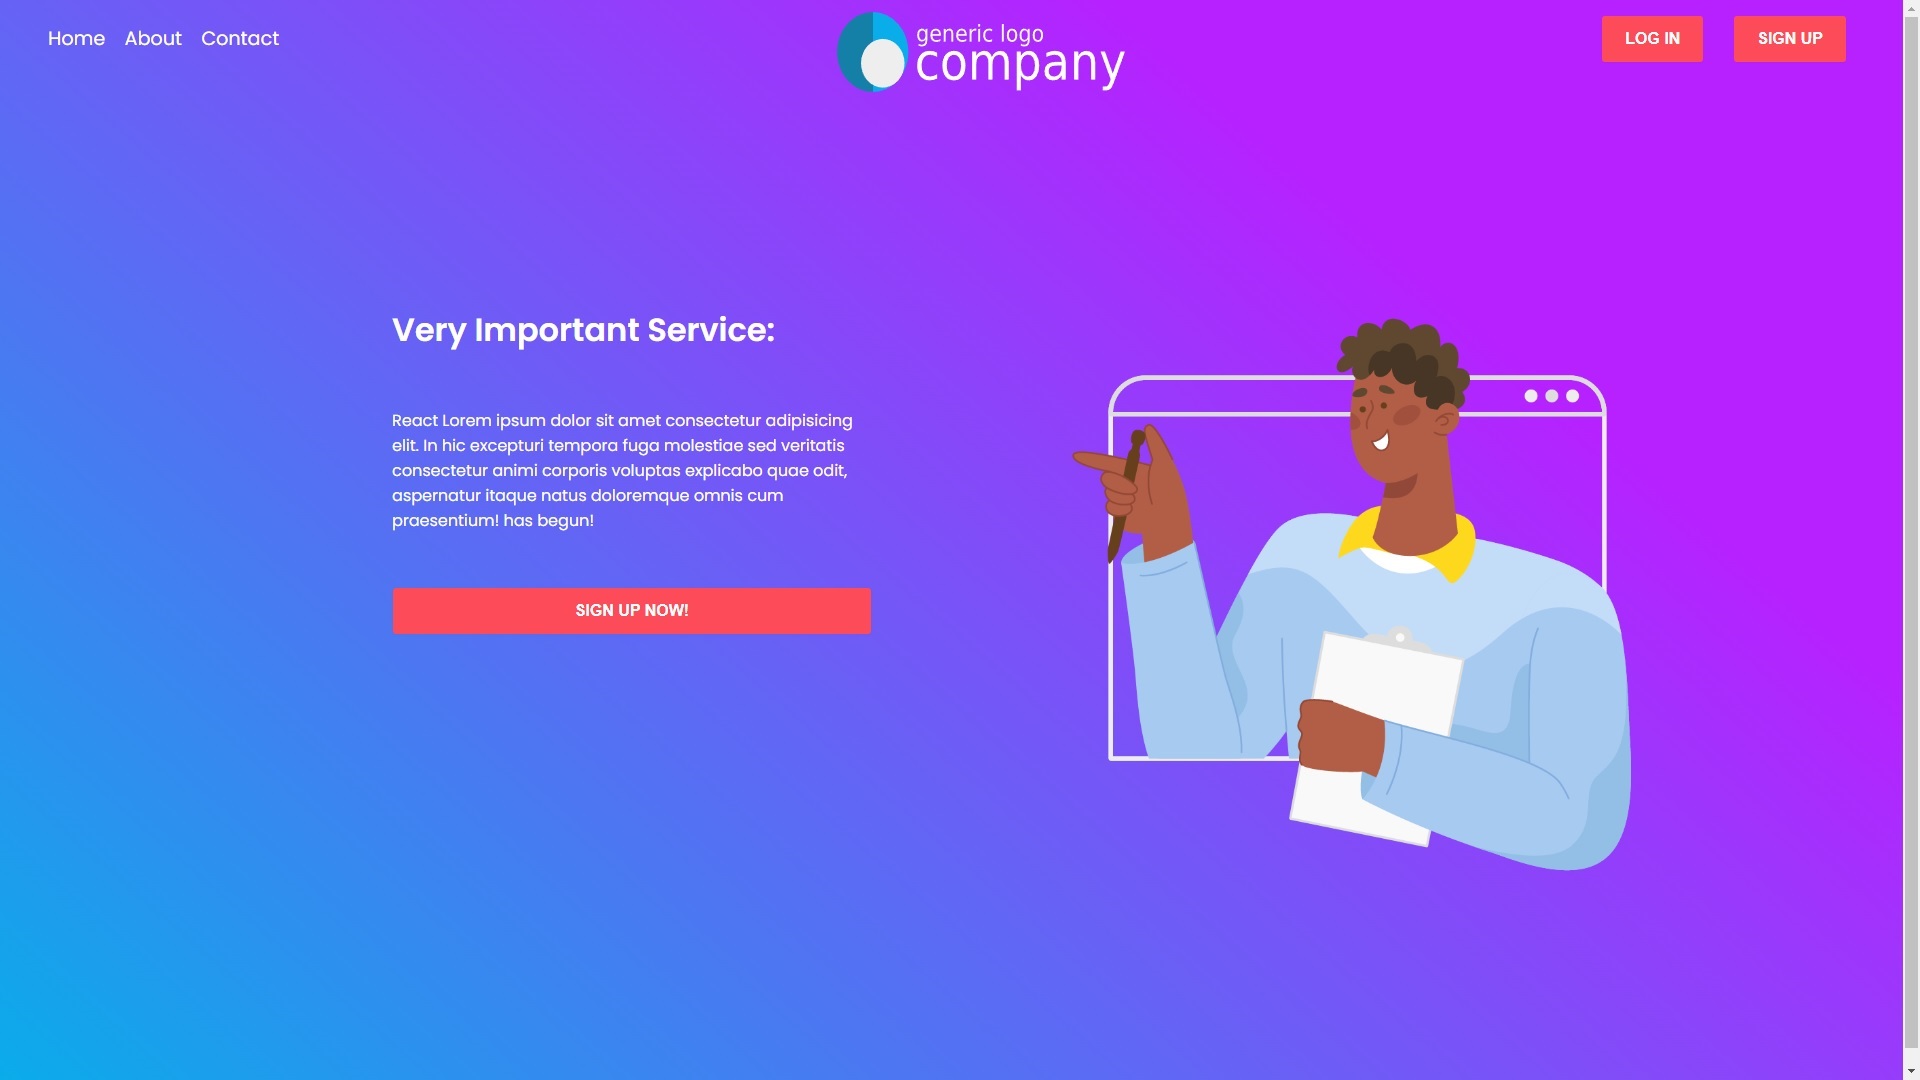 Home About Contact
generic logo
company
LOG IN SIGN UP
Very Important Service:
React Lorem ipsum dolor sit amet consectetur adipisicing
elit. In hic excepturi tempora fuga molestiae sed veritatis
consectetur animi corporis voluptas explicabo quae odit,
aspernatur itaque natus doloremque omnis cum
praesentium! has begun!
SIGN UP NOW!